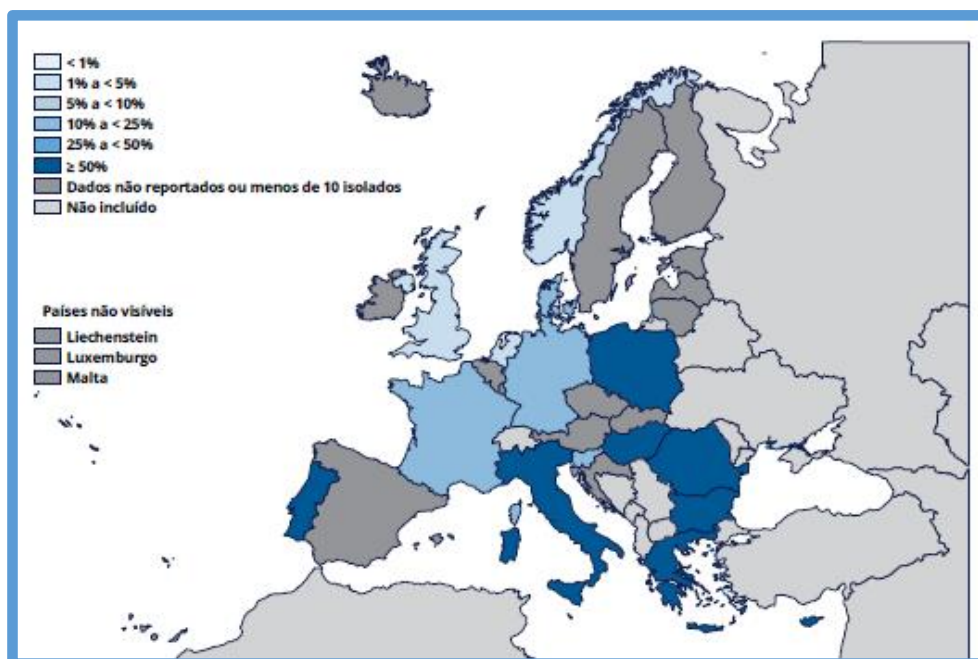 < 1%
1% a < 5%
5% a < 10%
10% a < 25%
25% a < 50%
≥ 50%
Dados não reportados ou menos de 10 isolados
Não incluído
Países não visíveis
Liechenstein
Luxemburgo
Malta